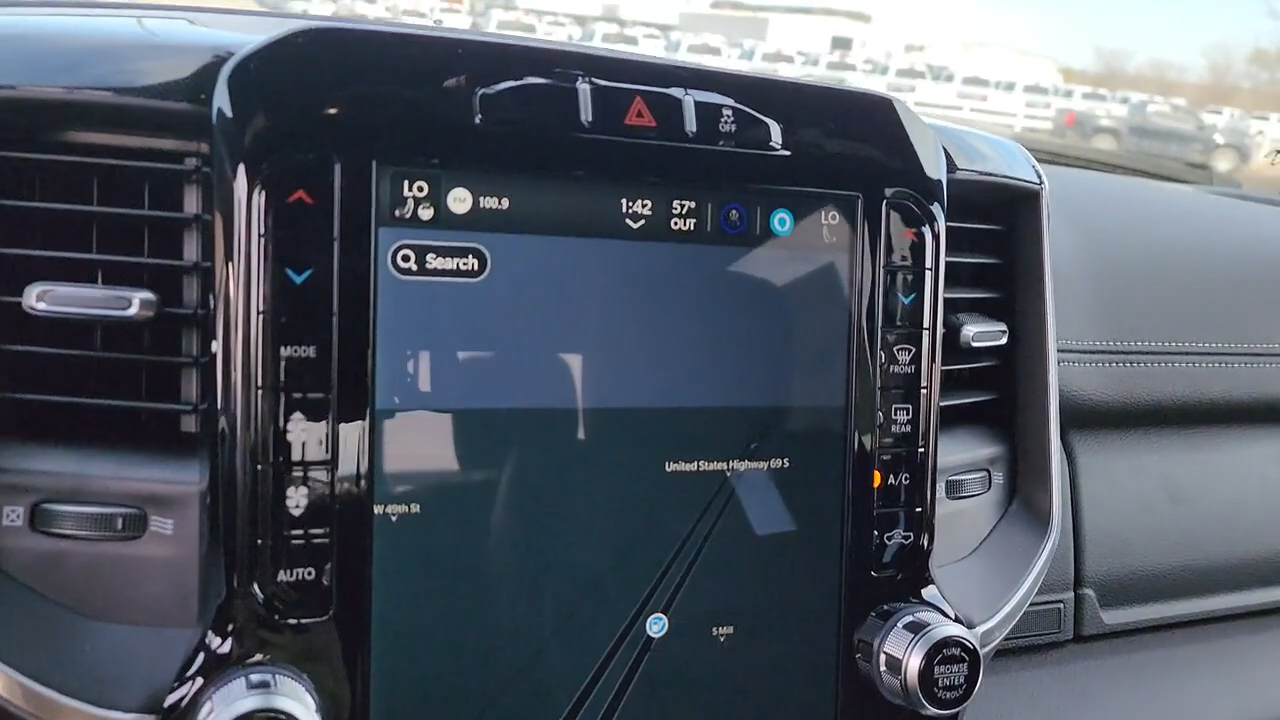 OFF
LO
FM
100.9
1:42
57°
OUT
LO
Search
MODE
FRONT
REAR
United States Highway 69 S
A/C
W 49th St
AUTO
S Mill
TUNE
BROWSE
ENTER
SCROLL